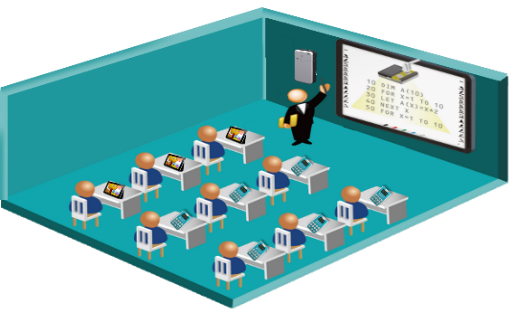 10 DIM A(10)
20 FOR X=1 TO 10
30 LET A(X)=X*2
40 NEXT X
50 FOR X=1 TO 10